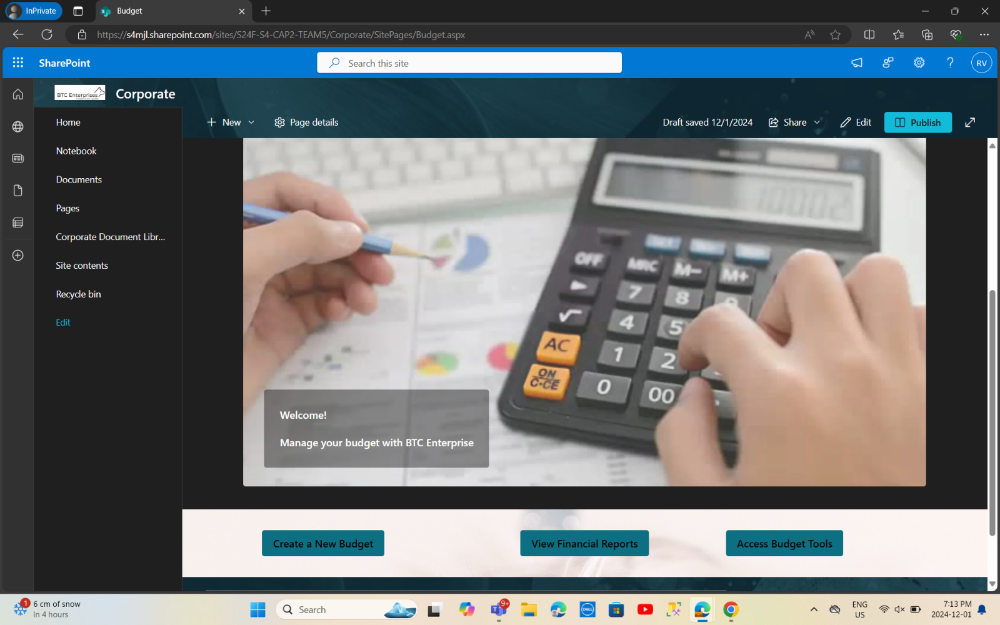 InPrivate
Budget
https://s4mjl.sharepoint.com/sites/S24F-S4-CAP2-TEAM5/Corporate/SitePages/Budget.aspx
SharePoint
Search this site
RV
BTC Enterprises
Corporate
Home
Notebook
Documents
Pages
Corporate Document Libr...
Site contents
Recycle bin
Edit
New
Page details
Draft saved 12/1/2024
Share
Edit
Publish
OFF
MRC
M-
M+
7
8
9
4
5
AC
1
2
ON
C·CE
0
00
Welcome!
Manage your budget with BTC Enterprise
Create a New Budget
View Financial Reports
Access Budget Tools
1
6 cm of snow
In 4 hours
Search
9+
DELL
ENG
US
7:13 PM
2024-12-01